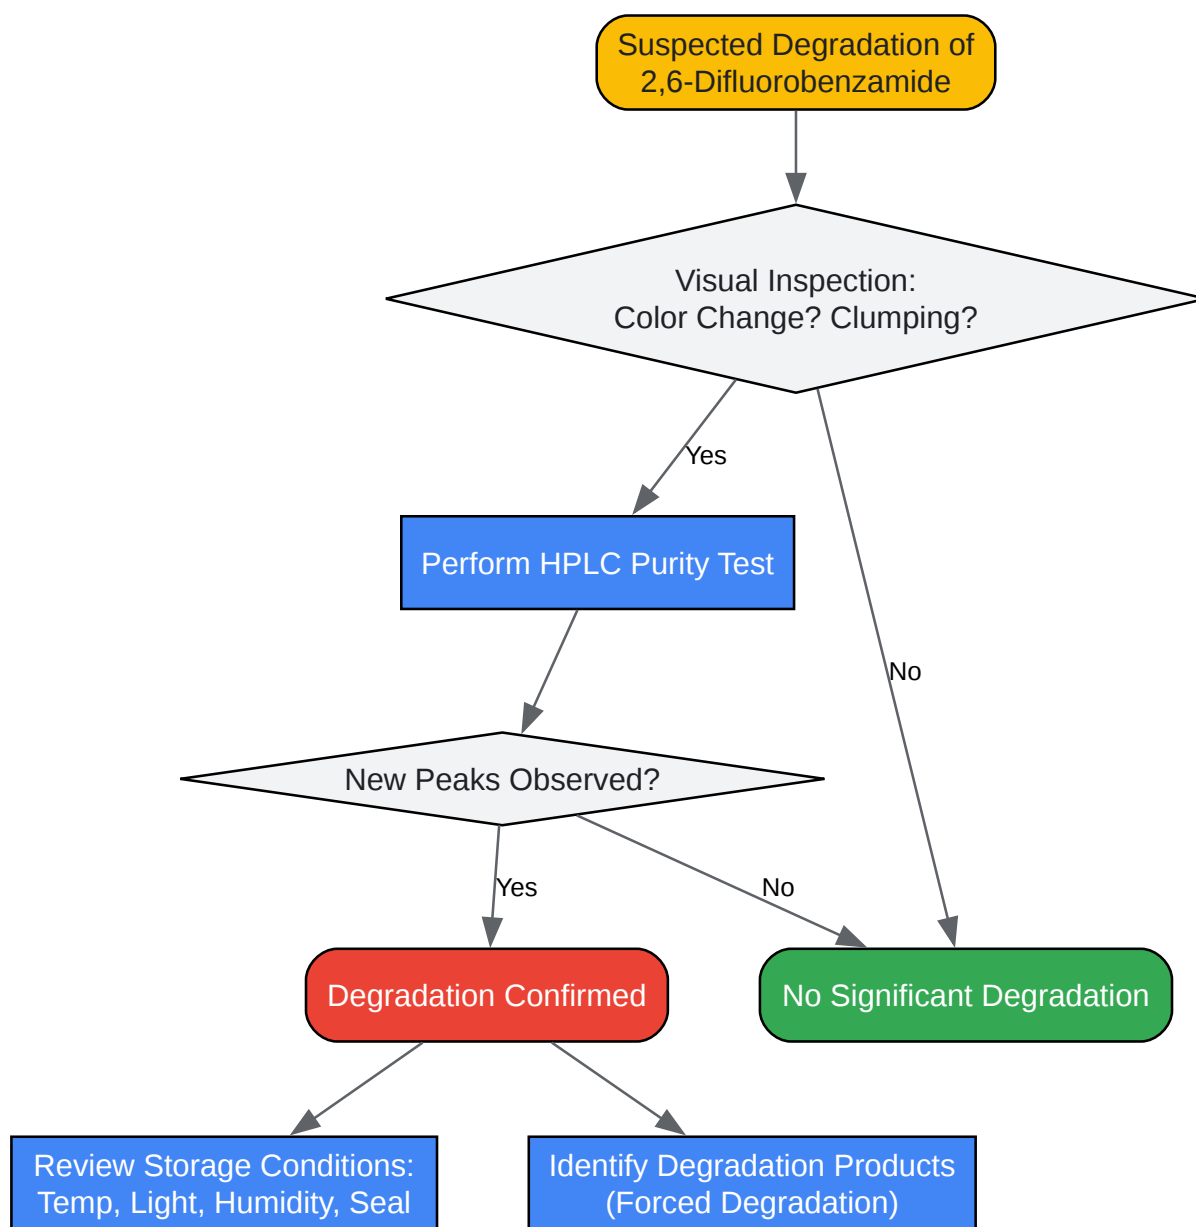 Suspected Degradation of
2,6-Difluorobenzamide
Visual Inspection:
Color Change? Clumping?
Yes
Perform HPLC Purity Test
No
New Peaks Observed?
Yes
No
Degradation Confirmed
No Significant Degradation
Review Storage Conditions:
Temp, Light, Humidity, Seal
Identify Degradation Products
(Forced Degradation)